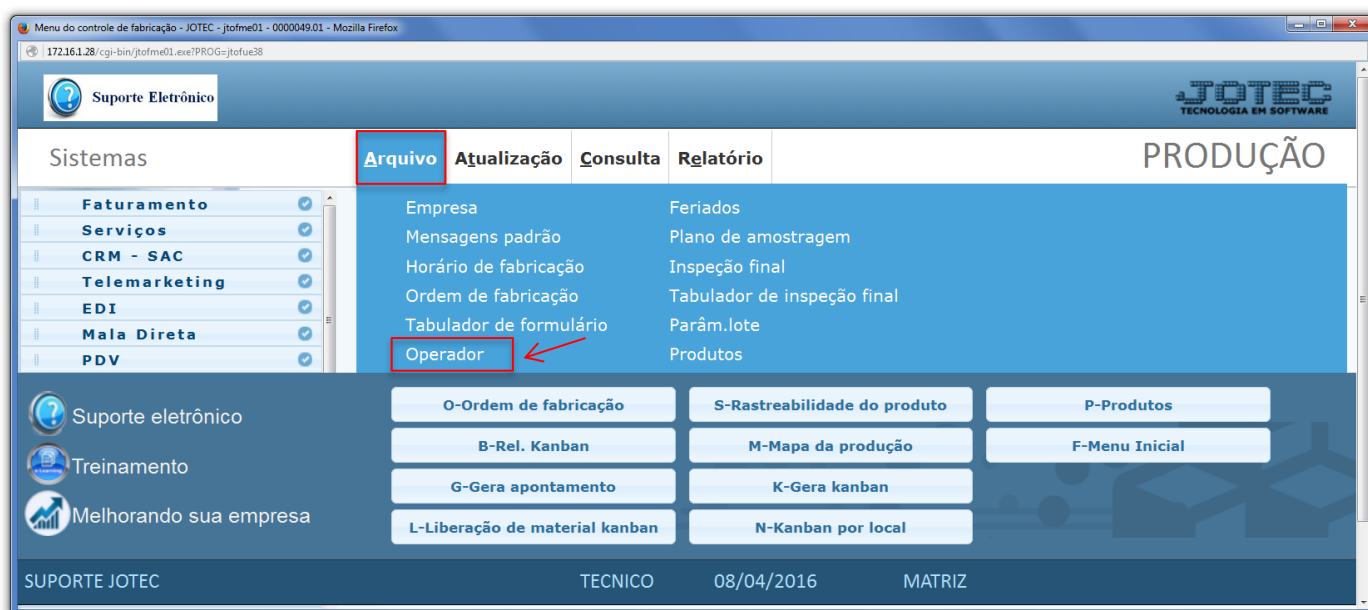 Menu do controle de fabricação - JOTEC - jtofme01 - 0000049.01 - Mozilla Firefox
172.16.1.28/cgi-bin/jtofme01.exe?PROG=jtofue38
Suporte Eletrônico
JOTEC
TECNOLOGIA EM SOFTWARE
Sistemas
Arquivo Atualização Consulta Relatório
PRODUÇÃO
Faturamento
Serviços
CRM - SAC
Telemarketing
EDI
Mala Direta
PDV
Empresa Feriados
Mensagens padrão Plano de amostragem
Horário de fabricação Inspeção final
Ordem de fabricação Tabulador de inspeção final
Tabulador de formulário Parâm.lote
Operador Produtos
Suporte eletrônico
Treinamento
Melhorando sua empresa
O-Ordem de fabricação S-Rastreabilidade do produto P-Produtos
B-Rel. Kanban M-Mapa da produção F-Menu Inicial
G-Gera apontamento K-Gera kanban
L-Liberação de material kanban N-Kanban por local
SUPORTE JOTEC TECNICO 08/04/2016 MATRIZ